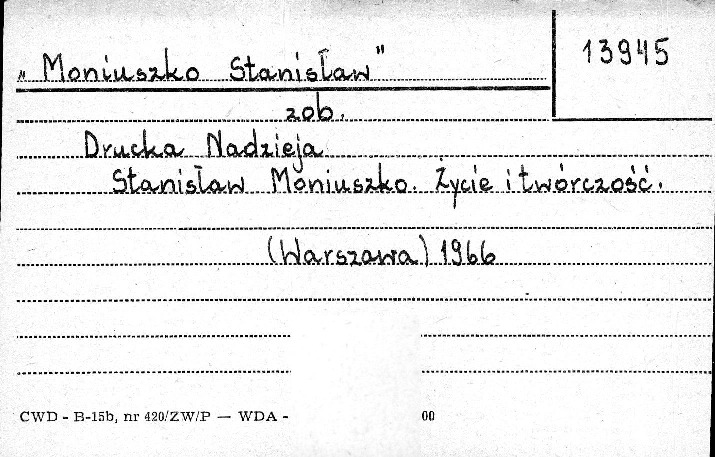 13945
„Moniuszko Stanisław"
zob.
Drucka Nadzieja
Stanisław Moniuszko. Życie i twórczość.
(Warszawa) 1966
CWD - B-15b, nr 420/ZW/P — WDA - 00